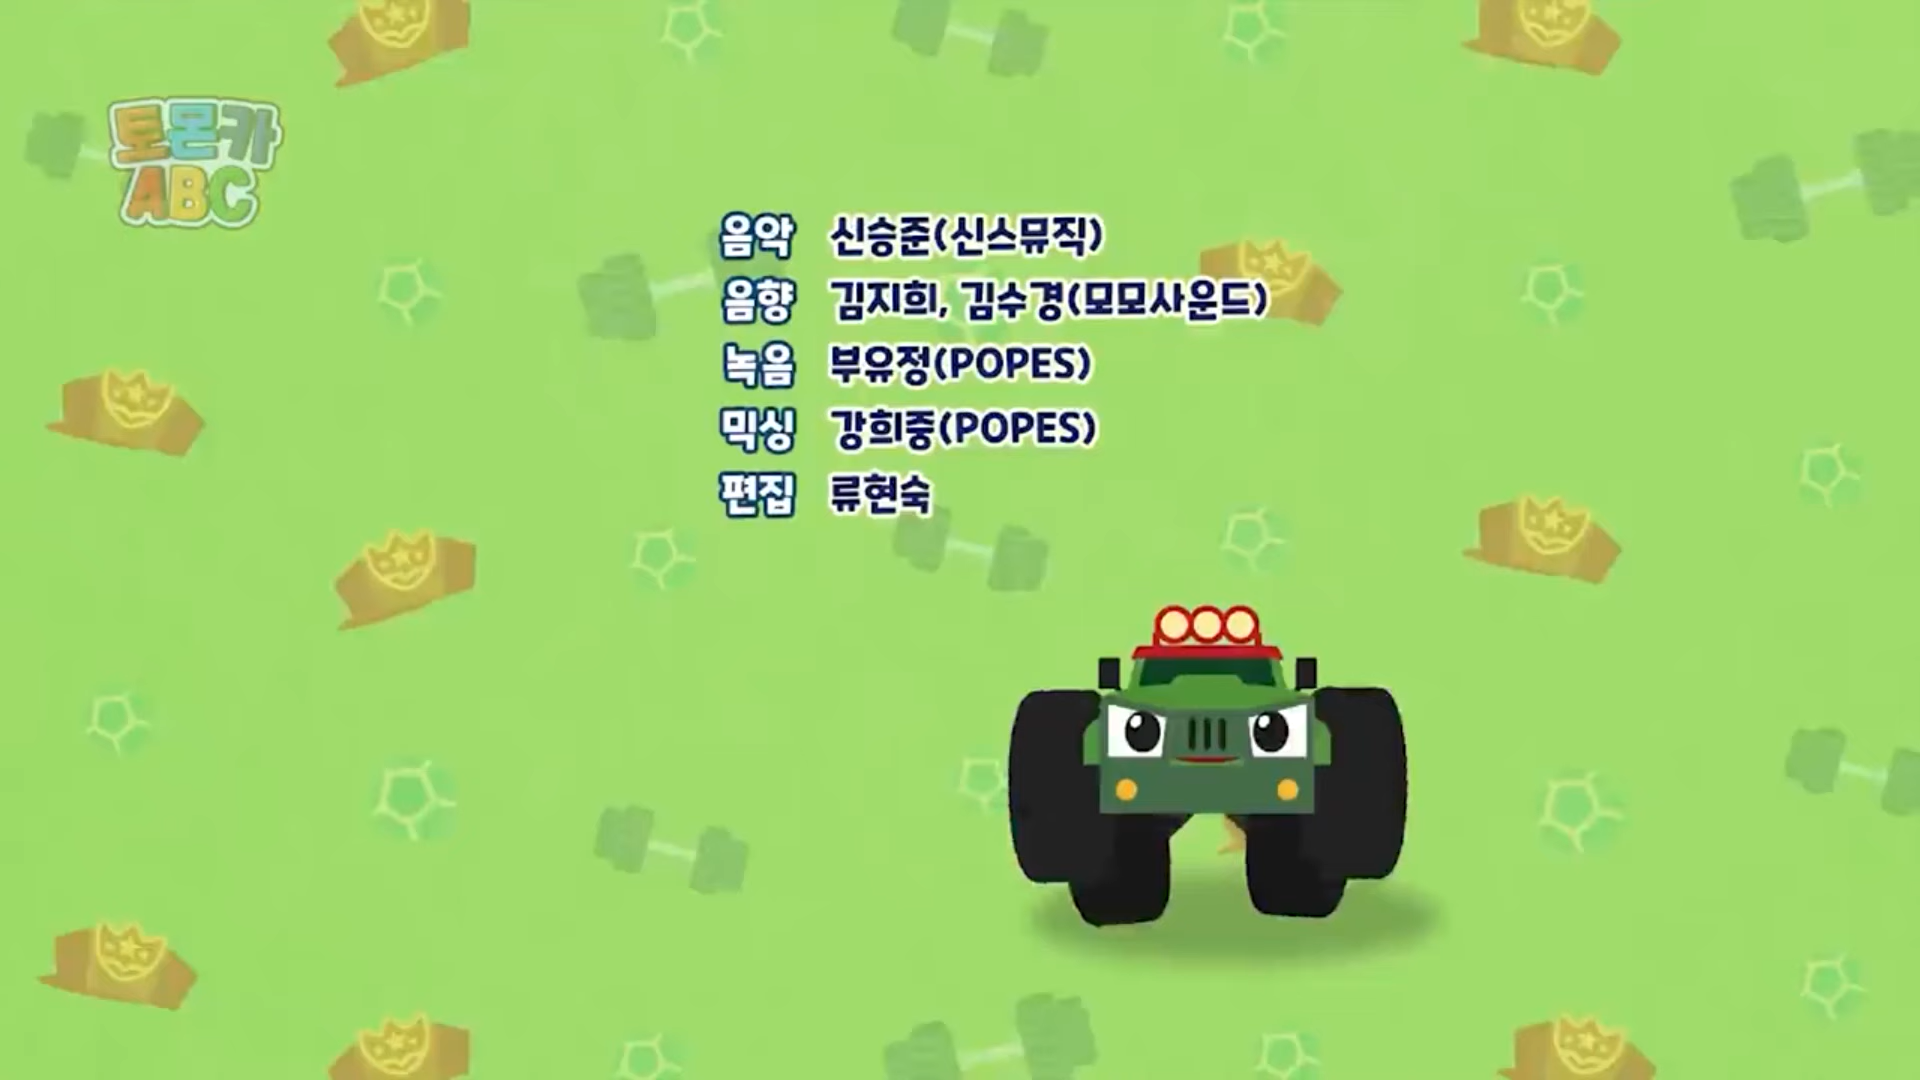 토몬카
ABC
음악 신승준(신스뮤직)
음향 김지희, 김수경(모모사운드)
녹음 부유정(POPES)
믹싱 강희중(POPES)
편집 류현숙